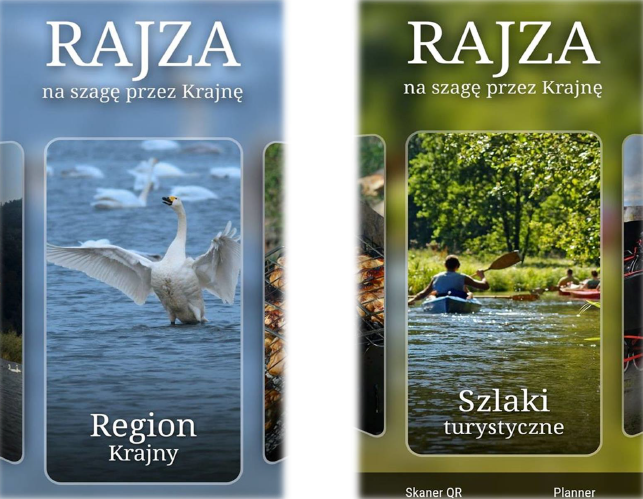 RAJZA
na szagę przez Krajnę
Region
Krajny
RAJZA
na szagę przez Krajnę
Szlaki
turystyczne
Skaner QR
Planner